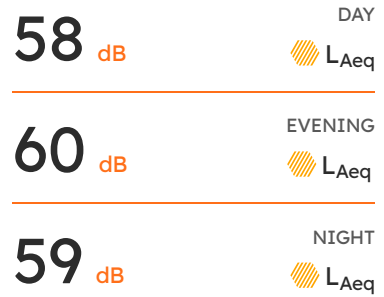 DAY
58 dB LAeq
EVENING
60 dB LAeq
NIGHT
59 dB LAeq